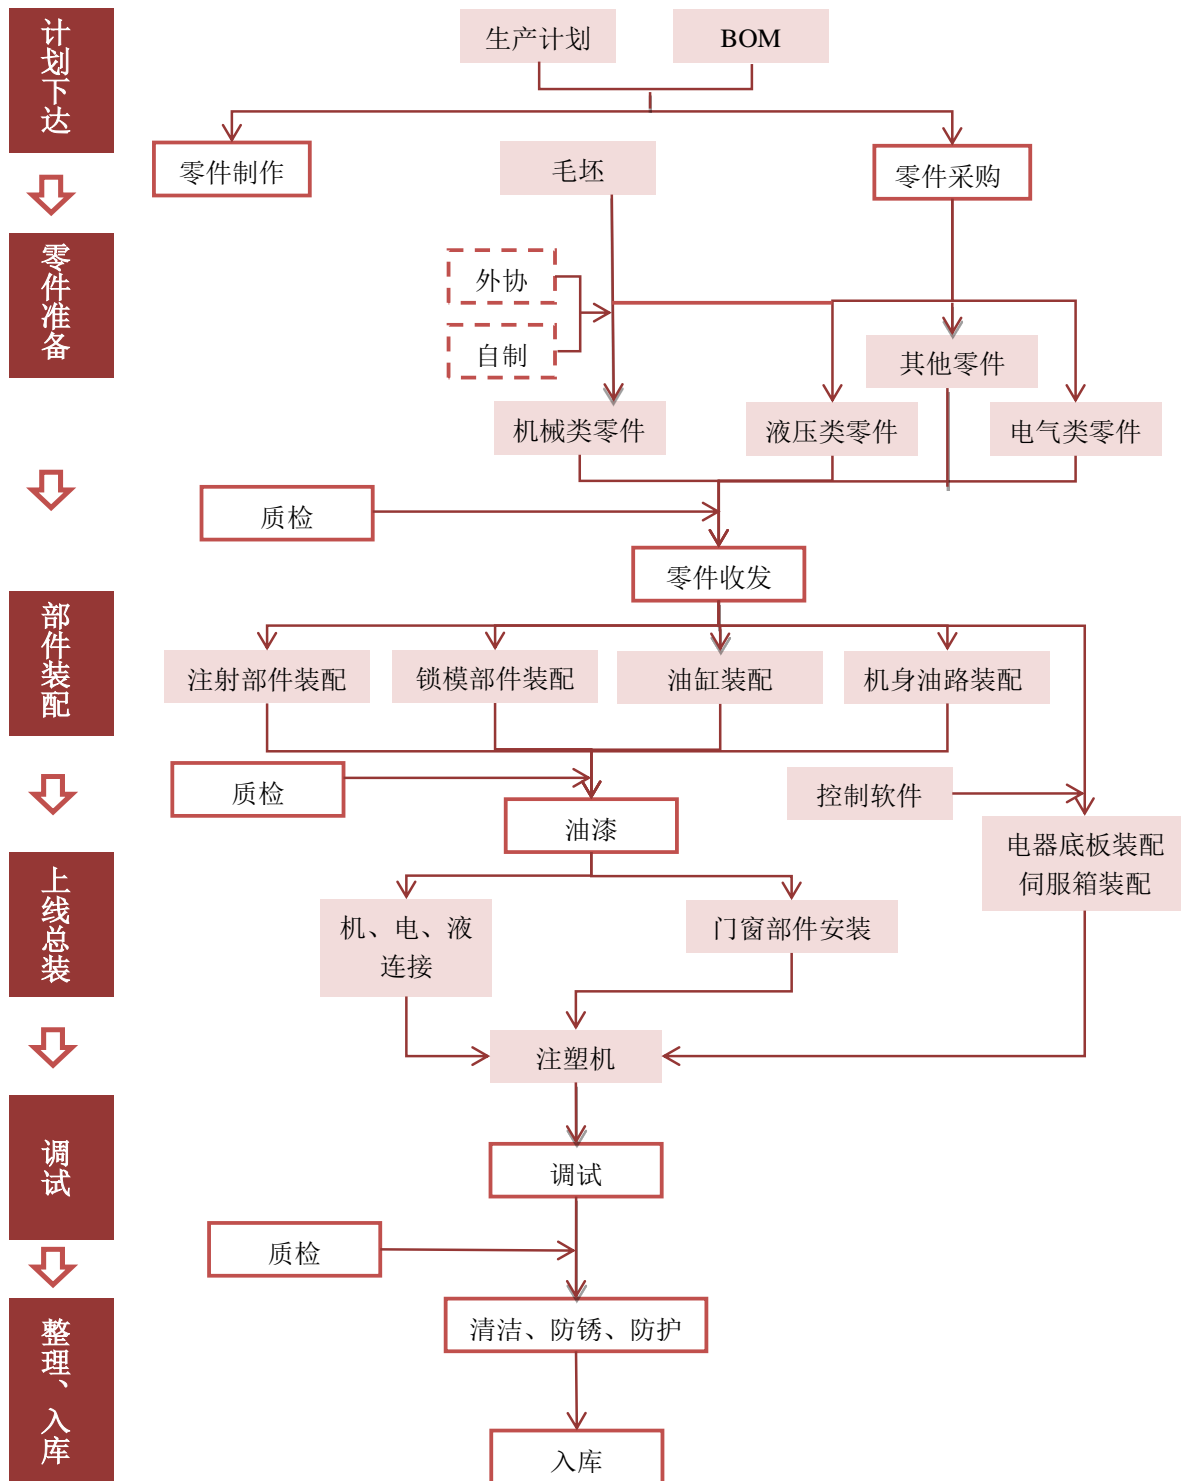 计划下达
生产计划
BOM
零件制作
毛坯
零件采购
零件准备
外协
自制
其他零件
机械类零件
液压类零件
电气类零件
质检
零件收发
部件装配
注射部件装配
锁模部件装配
油缸装配
机身油路装配
质检
控制软件
油漆
电器底板装配
伺服箱装配
上线总装
机、电、液
连接
门窗部件安装
注塑机
调试
调试
质检
整理、入库
清洁、防锈、防护
入库